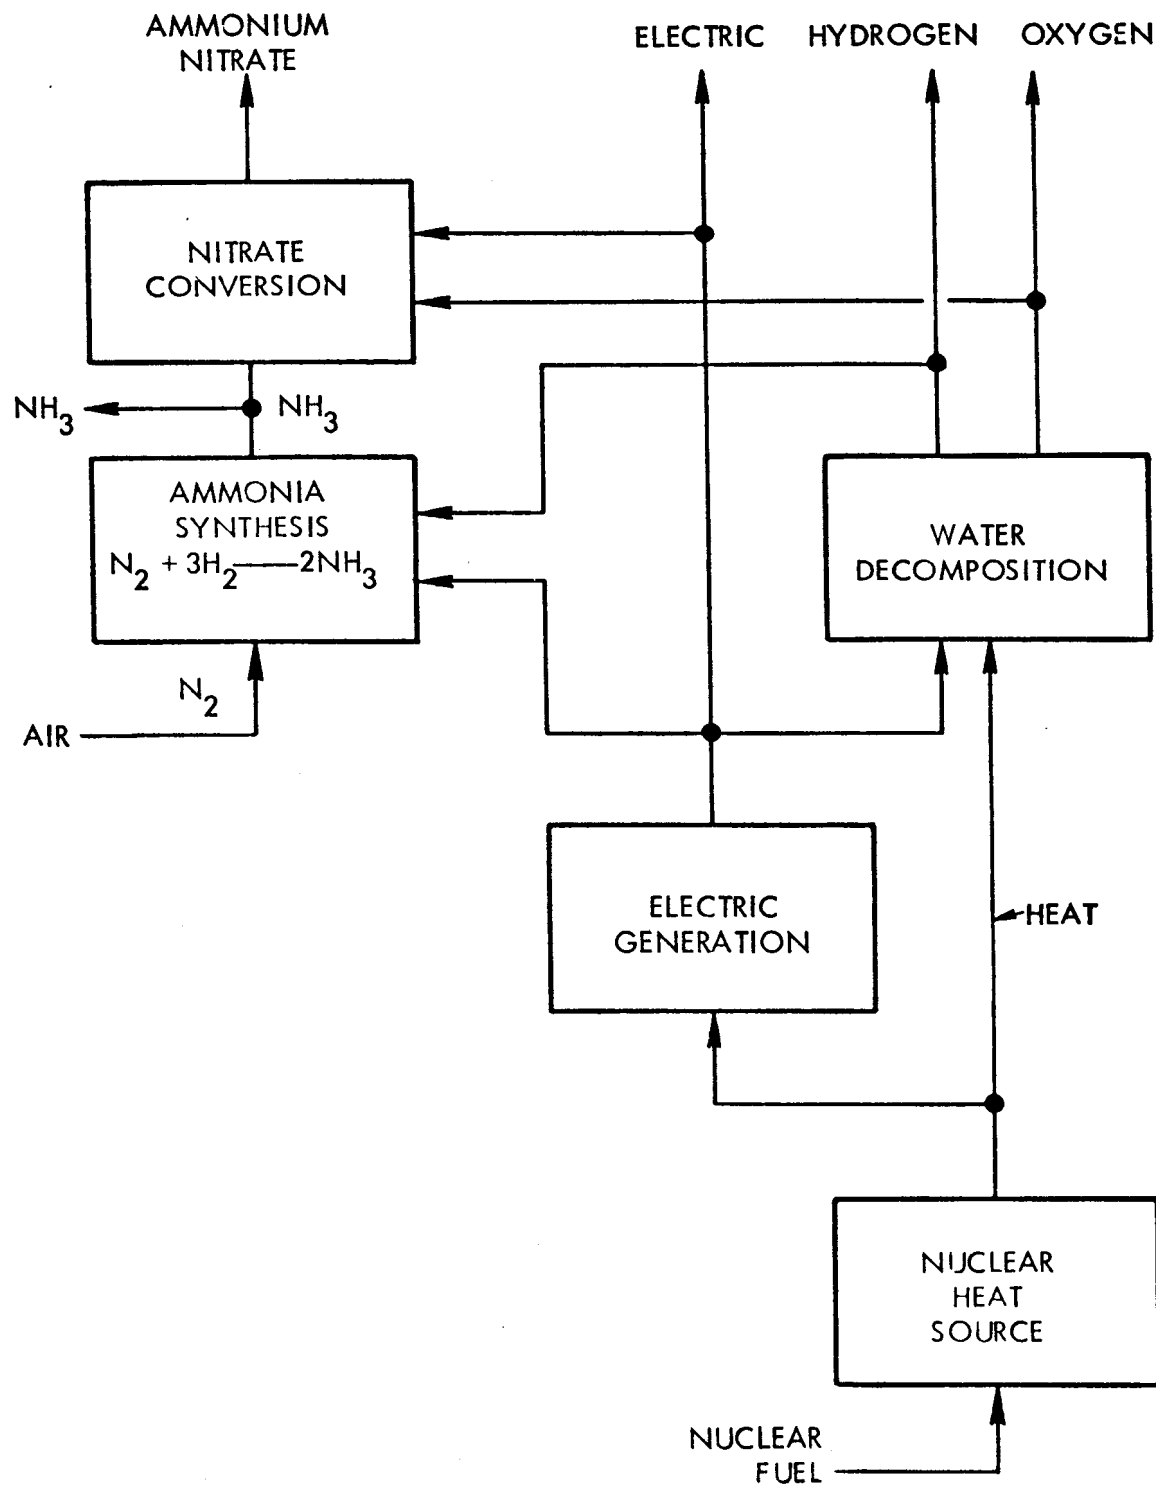 AMMONIUM
NITRATE
ELECTRIC
HYDROGEN
OXYGEN
NITRATE
CONVERSION
NH3
NH3
AMMONIA
SYNTHESIS
N2 + 3H2——2NH3
WATER
DECOMPOSITION
N2
AIR
ELECTRIC
GENERATION
HEAT
NUCLEAR
HEAT
SOURCE
NUCLEAR
FUEL